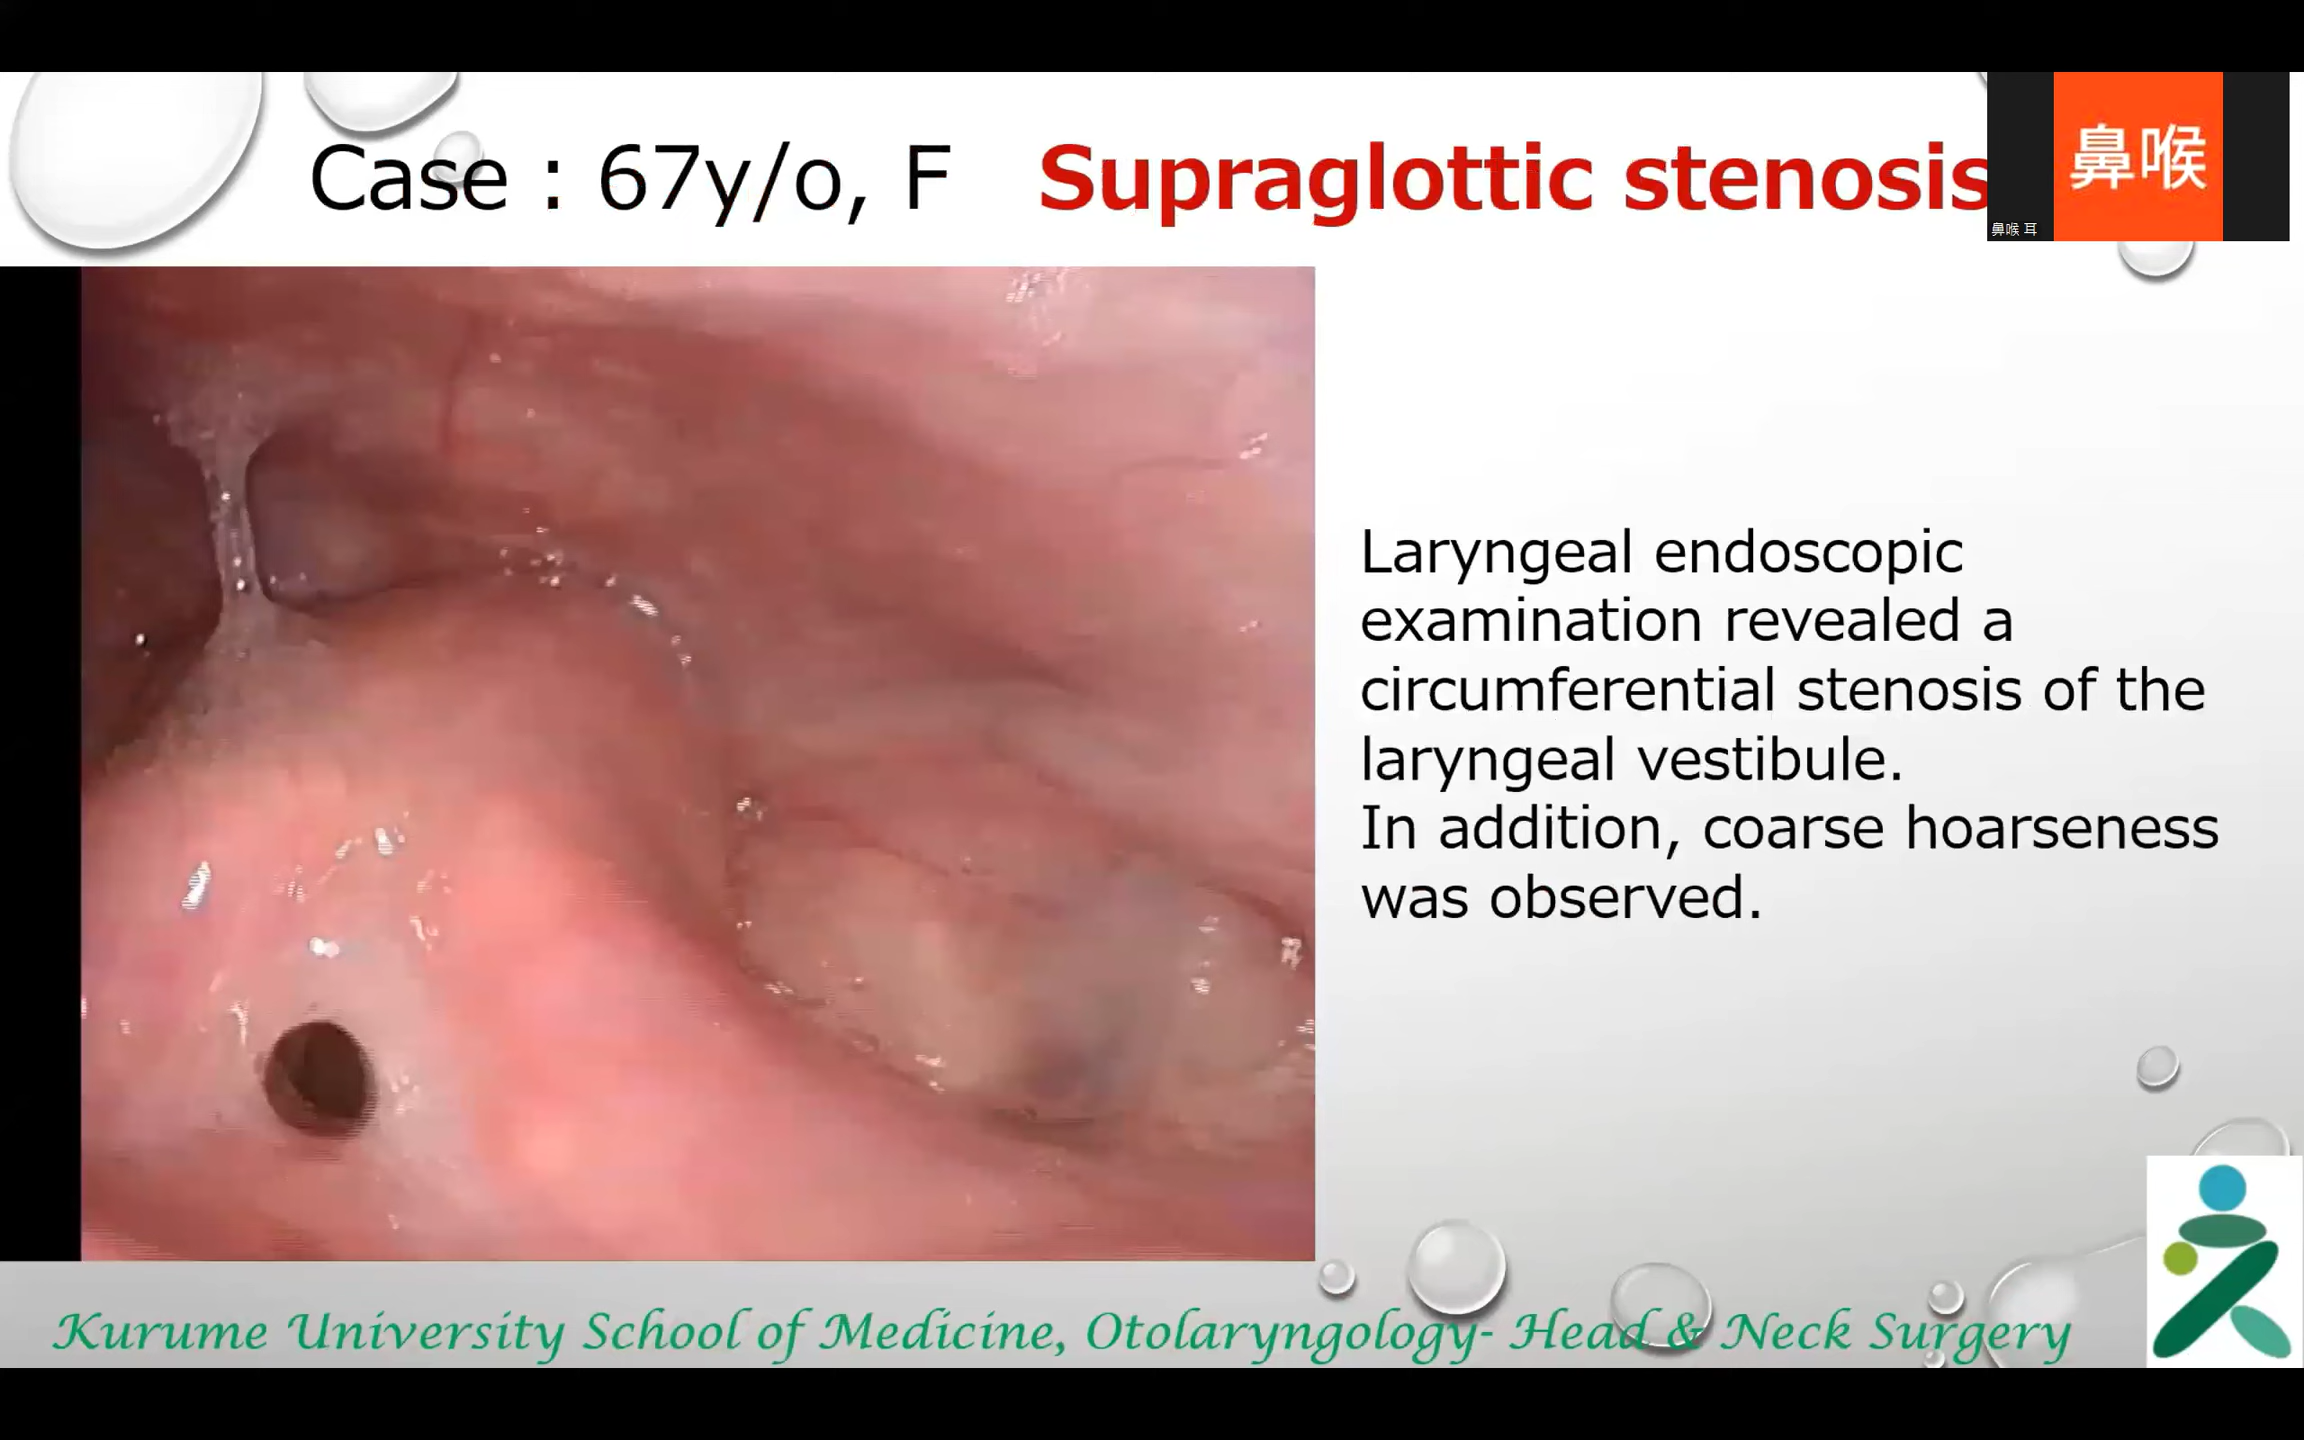 Case : 67y/o, F Supraglottic stenosis
鼻喉
鼻喉 耳
Laryngeal endoscopic
examination revealed a
circumferential stenosis of the
laryngeal vestibule.
In addition, coarse hoarseness
was observed.
Kurume University School of Medicine, Otolaryngology- Head & Neck Surgery